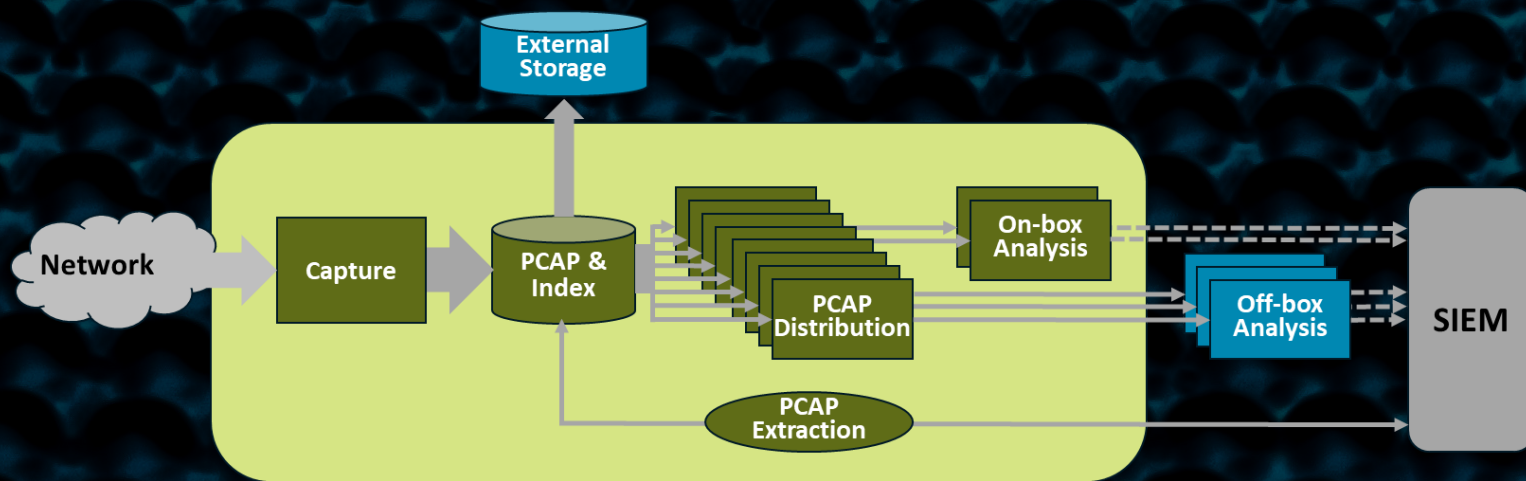 External
Storage
Network
Capture
PCAP &
Index
On-box
Analysis
PCAP
Distribution
Off-box
Analysis
SIEM
PCAP
Extraction